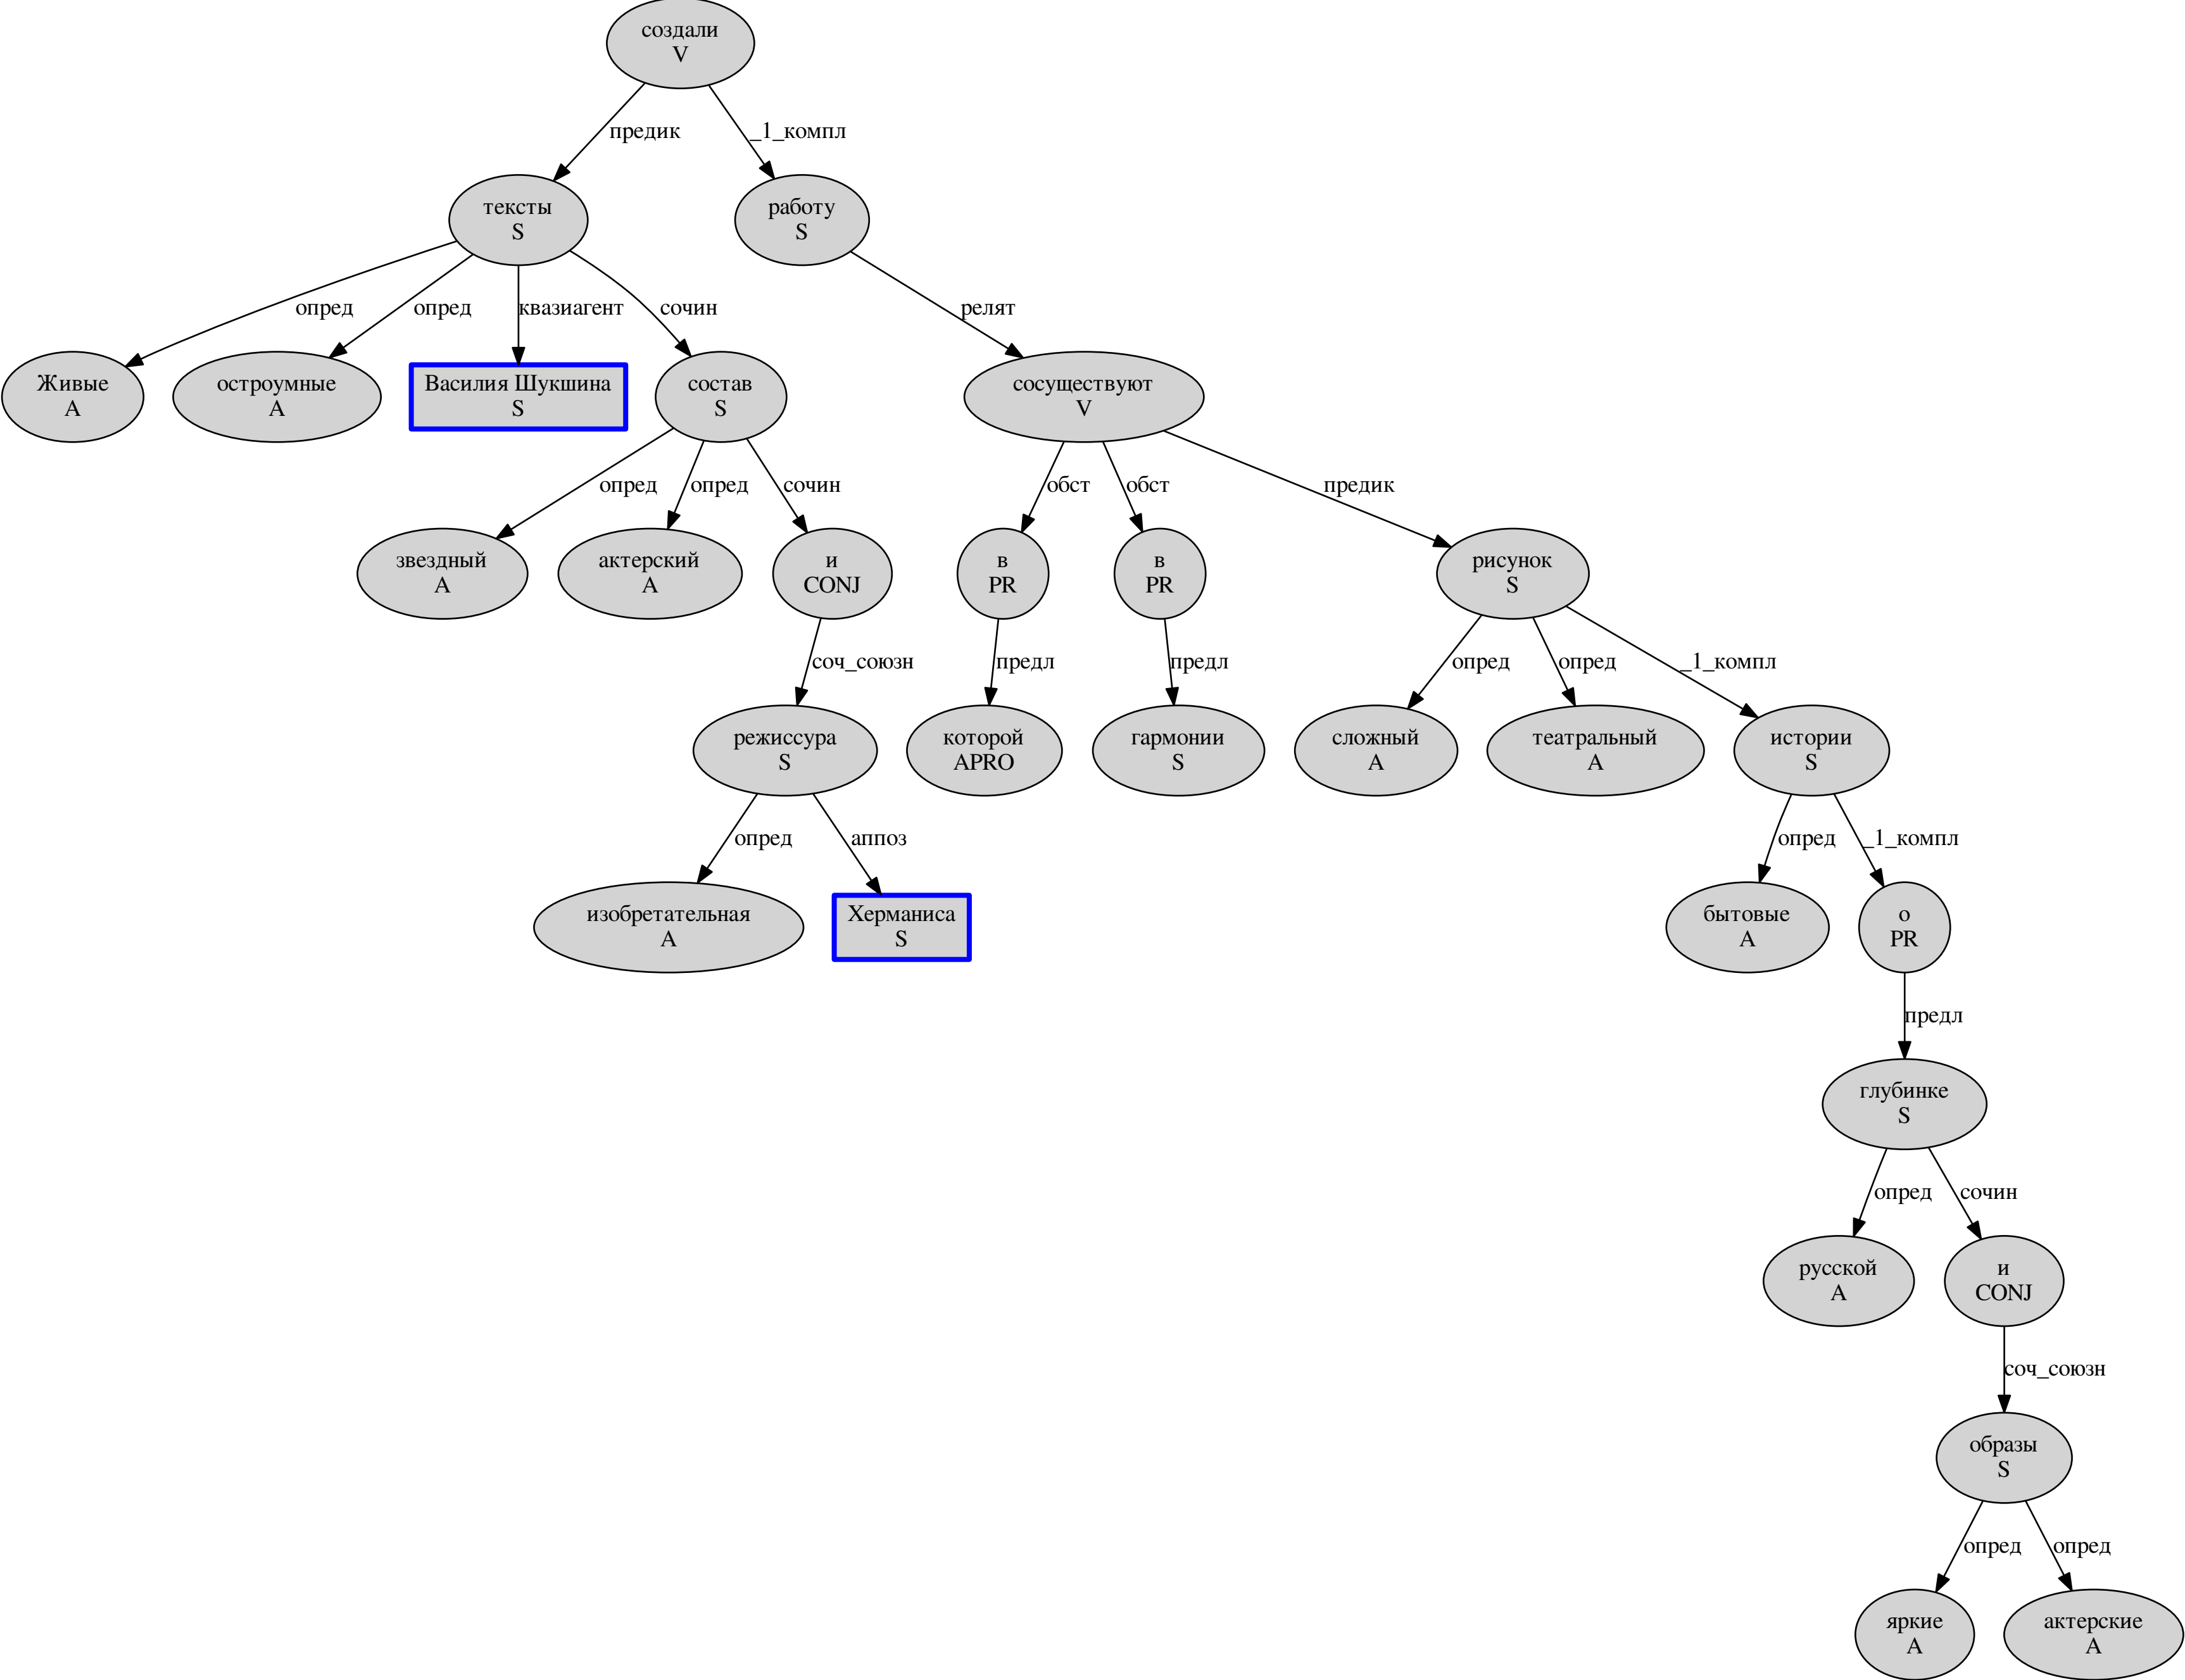 создали
V
предик
_1_компл
тексты
S
работу
S
опред
опред
квазиагент
сочин
релят
Живые
A
остроумные
A
Василия Шукшина
S
состав
S
сосуществуют
V
опред
опред
сочин
обст
обст
предик
звездный
A
актерский
A
и
CONJ
в
PR
в
PR
рисунок
S
соч_союзн
предл
предл
опред
опред
_1_компл
режиссура
S
которой
APRO
гармонии
S
сложный
A
театральный
A
истории
S
опред
аппоз
опред
_1_компл
изобретательная
A
Херманиса
S
бытовые
A
о
PR
предл
глубинке
S
опред
сочин
русской
A
и
CONJ
соч_союзн
образы
S
опред
опред
яркие
A
актерские
A